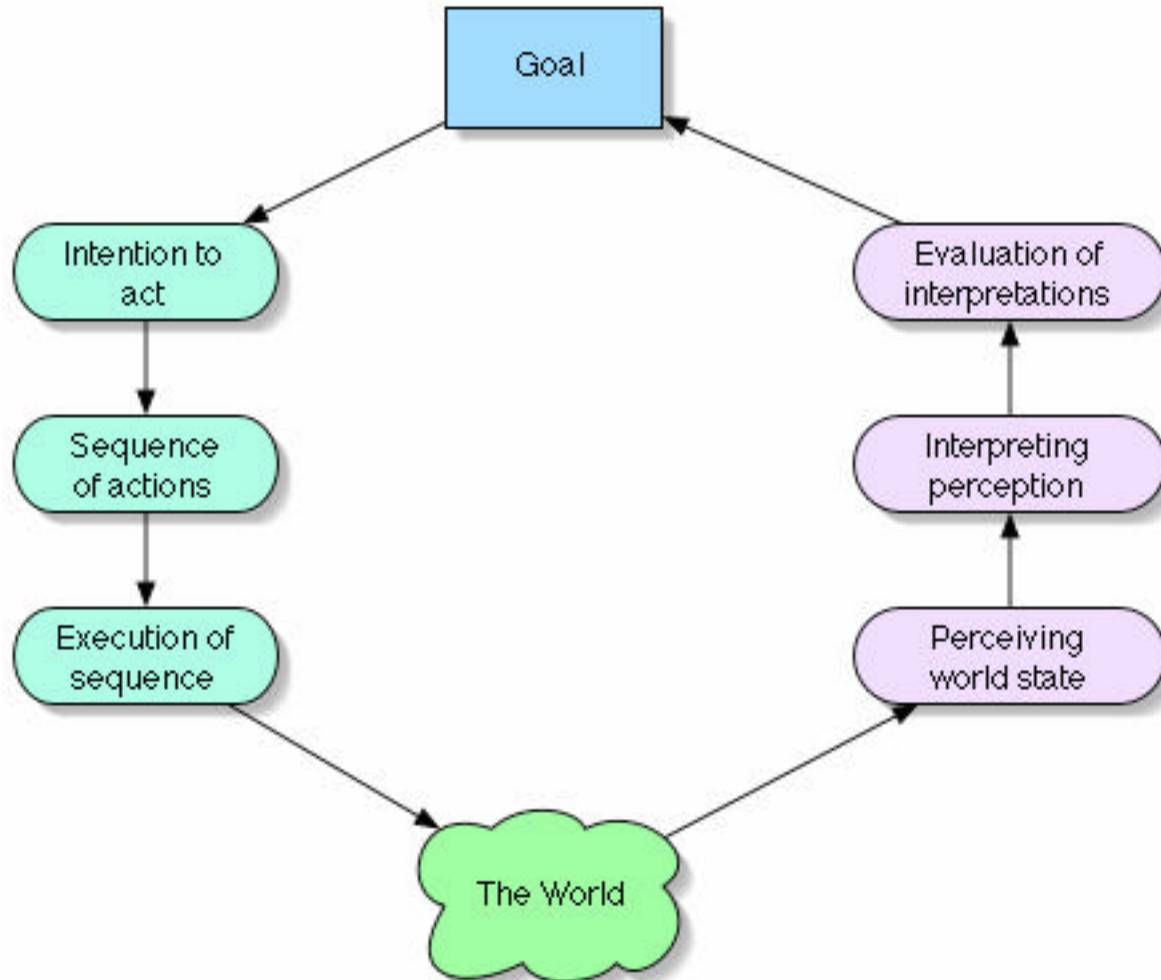 Goal
Intention to
act
Sequence
of actions
Execution of
sequence
The World
Perceiving
world state
Interpreting
perception
Evaluation of
interpretations